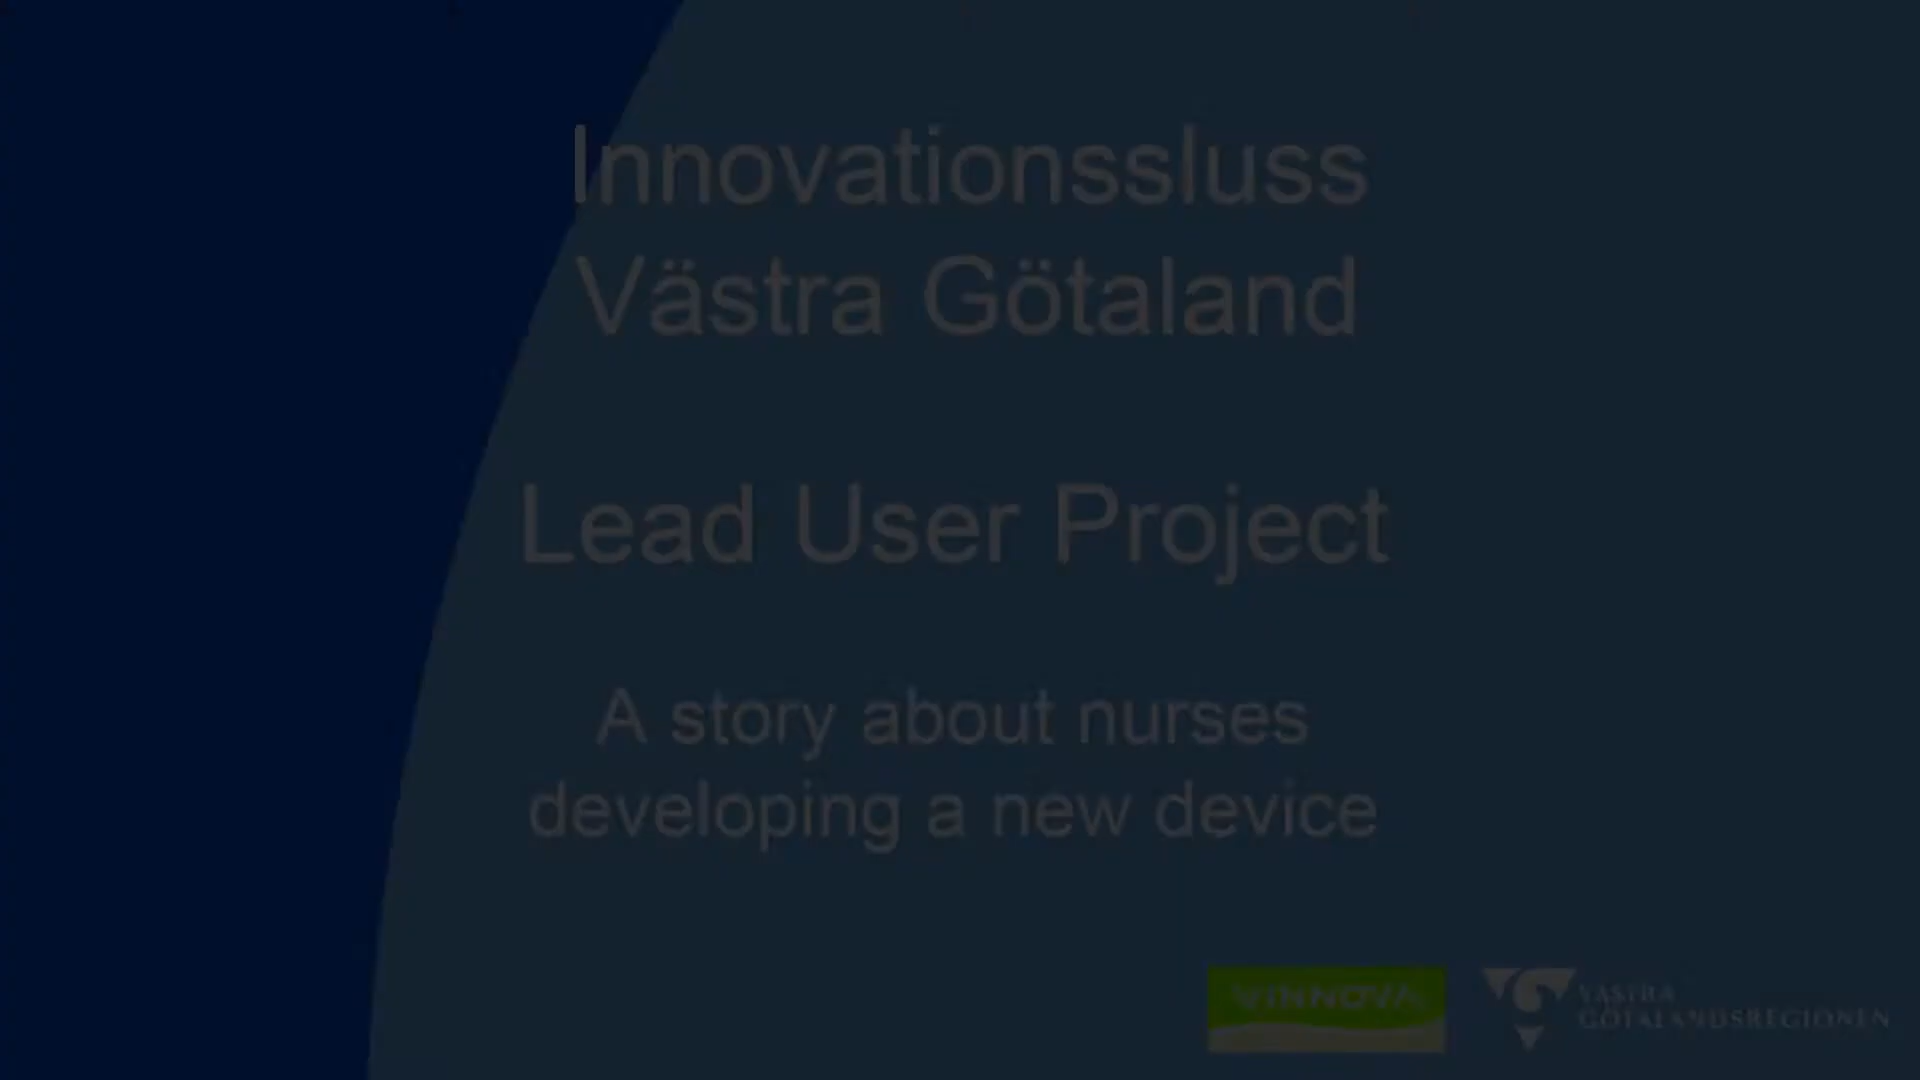 Innovationssluss
Västra Götaland
Lead User Project
A story about nurses
developing a new device
VINNOVA
VÄSTRA
GÖTALANDSREGIONEN